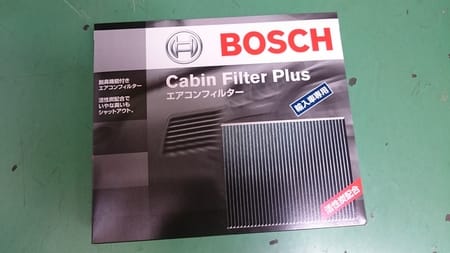 BOSCH
Cabin Filter Plus
エアコンフィルター
脱臭機能付き
エアコンフィルター
活性炭配合で
いやな臭いも
シャットアウト。
輸入車専用
活性炭配合